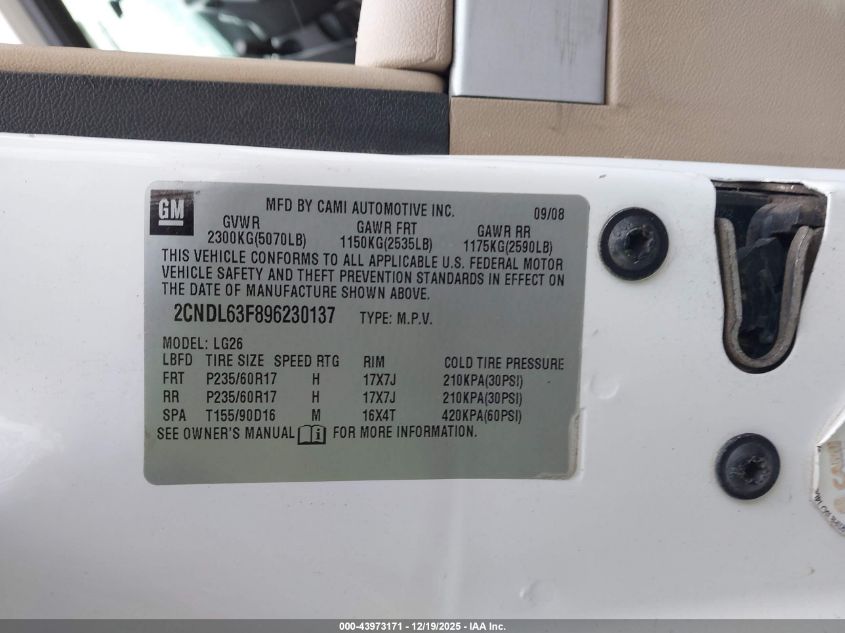 GM
MFD BY CAMI AUTOMOTIVE INC. 09/08
GVWR GAWR FRT GAWR RR
2300KG(5070LB) 1150KG(2535LB) 1175KG(2590LB)
THIS VEHICLE CONFORMS TO ALL APPLICABLE U.S. FEDERAL MOTOR
VEHICLE SAFETY AND THEFT PREVENTION STANDARDS IN EFFECT ON
THE DATE OF MANUFACTURE SHOWN ABOVE.
2CNDL63F896230137 TYPE: M.P.V.
MODEL: LG26
LBFD TIRE SIZE SPEED RTG RIM COLD TIRE PRESSURE
FRT P235/60R17 H 17X7J 210KPA(30PSI)
RR P235/60R17 H 17X7J 210KPA(30PSI)
SPA T155/90D16 M 16X4T 420KPA(60PSI)
SEE OWNER'S MANUAL FOR MORE INFORMATION.
000-43973171 - 12/19/2025 - IAA Inc.